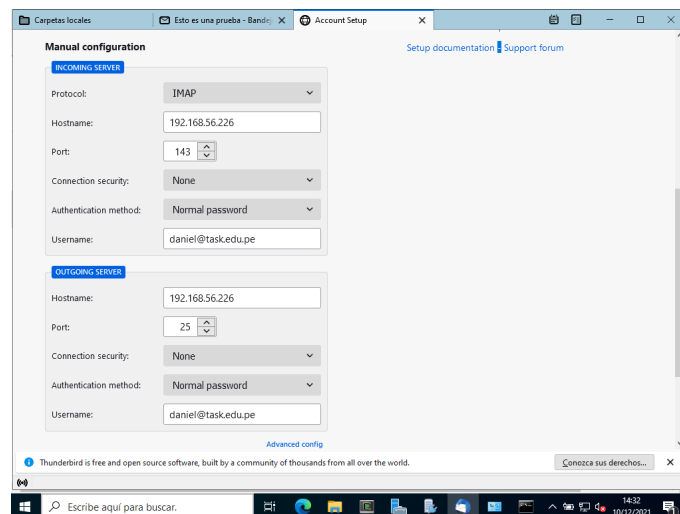 Carpetas locales
Esto es una prueba - Bandej
Account Setup
Manual configuration
Setup documentation - Support forum
INCOMING SERVER
Protocol: IMAP
Hostname: 192.168.56.226
Port: 143
Connection security: None
Authentication method: Normal password
Username: daniel@task.edu.pe
OUTGOING SERVER
Hostname: 192.168.56.226
Port: 25
Connection security: None
Authentication method: Normal password
Username: daniel@task.edu.pe
Advanced config
Thunderbird is free and open source software, built by a community of thousands from all over the world.
Conozca sus derechos...
Escribe aquí para buscar.
14:32
10/12/2021